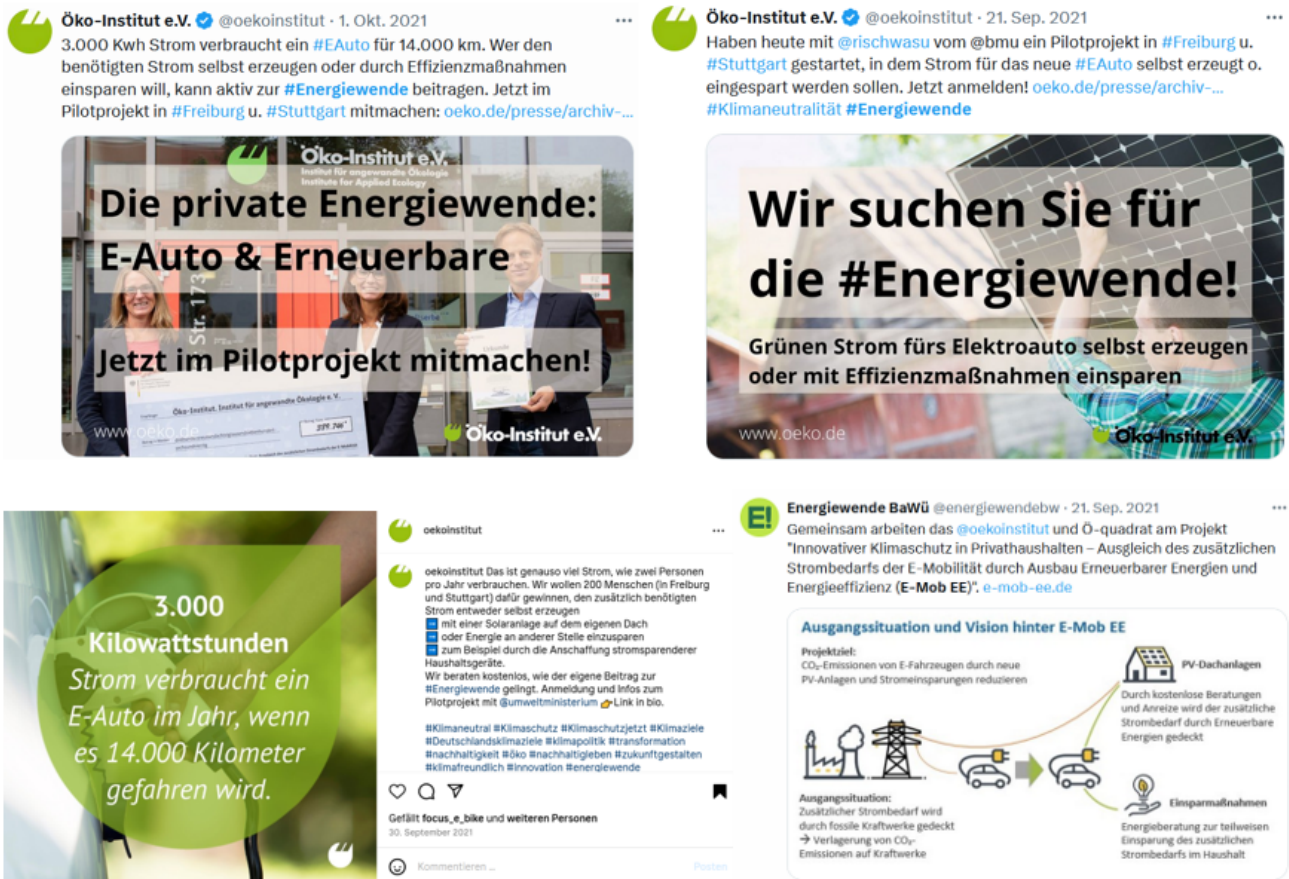 Öko-Institut e.V. @oekoinstitut · 1. Okt. 2021
3.000 Kwh Strom verbraucht ein #EAuto für 14.000 km. Wer den
benötigten Strom selbst erzeugen oder durch Effizienzmaßnahmen
einsparen will, kann aktiv zur #Energiewende beitragen. Jetzt im
Pilotprojekt in #Freiburg u. #Stuttgart mitmachen: oeko.de/presse/archiv-...
Öko-Institut e.V.
Institut für angewandte Ökologie
Institute for Applied Ecology
Die private Energiewende:
E-Auto & Erneuerbare
Str. 173
Jetzt im Pilotprojekt mitmachen!
Urkunde
Öko-Institut. Institut für angewandte Ökologie e. V.
www.oeko.de
Öko-Institut e.V.
Öko-Institut e.V. @oekoinstitut · 21. Sep. 2021
Haben heute mit @rischwasu vom @bmu ein Pilotprojekt in #Freiburg u.
#Stuttgart gestartet, in dem Strom für das neue #EAuto selbst erzeugt o.
eingespart werden sollen. Jetzt anmelden! oeko.de/presse/archiv-...
#Klimaneutralität #Energiewende
Wir suchen Sie für
die #Energiewende!
Grünen Strom fürs Elektroauto selbst erzeugen
oder mit Effizienzmaßnahmen einsparen
www.oeko.de
Öko-Institut e.V.
3.000
Kilowattstunden
Strom verbraucht ein
E-Auto im Jahr, wenn
es 14.000 Kilometer
gefahren wird.
oekoinstitut
oekoinstitut Das ist genauso viel Strom, wie zwei Personen
pro Jahr verbrauchen. Wir wollen 200 Menschen (in Freiburg
und Stuttgart) dafür gewinnen, den zusätzlich benötigten
Strom entweder selbst erzeugen
mit einer Solaranlage auf dem eigenen Dach
oder Energie an anderer Stelle einzusparen
zum Beispiel durch die Anschaffung stromsparenderer
Haushaltsgeräte.
Wir beraten kostenlos, wie der eigene Beitrag zur
#Energiewende gelingt. Anmeldung und Infos zum
Pilotprojekt mit @umweltministerium 👉Link in bio.
#Klimaneutral #Klimaschutz #Klimaschutzjetzt #Klimaziele
#Deutschlandsklimaziele #klimapolitik #transformation
#nachhaltigkeit #öko #nachhaltigleben #zukunftgestalten
#klimafreundlich #innovation #energiewende
Gefällt focus_e_bike und weiteren Personen
30. September 2021
Kommentieren ...
Posten
E!
Energiewende BaWü @energiewendebw · 21. Sep. 2021
Gemeinsam arbeiten das @oekoinstitut und Ö-quadrat am Projekt
"Innovativer Klimaschutz in Privathaushalten – Ausgleich des zusätzlichen
Strombedarfs der E-Mobilität durch Ausbau Erneuerbarer Energien und
Energieeffizienz (E-Mob EE)". e-mob-ee.de
Ausgangssituation und Vision hinter E-Mob EE
Projektziel:
CO₂-Emissionen von E-Fahrzeugen durch neue
PV-Anlagen und Stromeinsparungen reduzieren
PV-Dachanlagen
Durch kostenlose Beratungen
und Anreize wird der zusätzliche
Strombedarf durch Erneuerbare
Energien gedeckt
Ausgangssituation:
Zusätzlicher Strombedarf wird
durch fossile Kraftwerke gedeckt
→ Verlagerung von CO₂-
Emissionen auf Kraftwerke
Einsparmaßnahmen
Energieberatung zur teilweisen
Einsparung des zusätzlichen
Strombedarfs im Haushalt